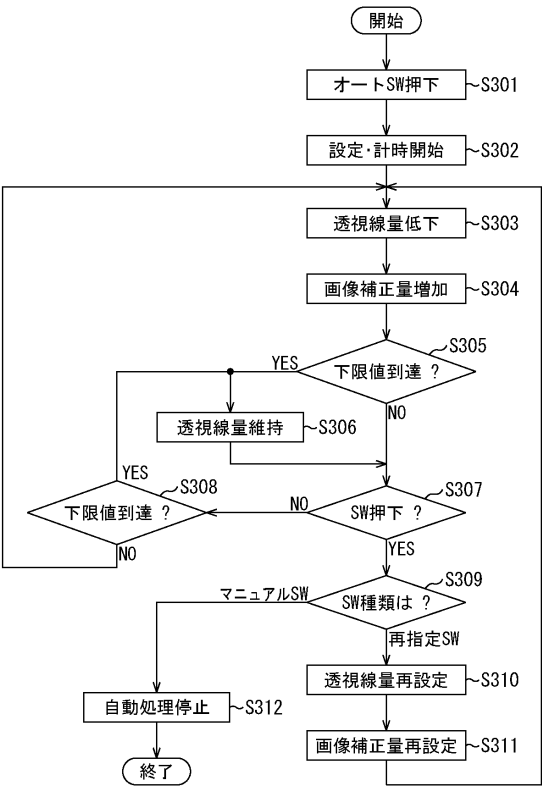 開始
オートSW押下
S301
設定・計時開始
S302
透視線量低下
S303
画像補正量増加
S304
下限値到達 ?
S305
YES
NO
透視線量維持
S306
SW押下 ?
S307
NO
YES
下限値到達 ?
S308
YES
NO
SW種類は ?
S309
マニュアルSW
再指定SW
透視線量再設定
S310
画像補正量再設定
S311
自動処理停止
S312
終了